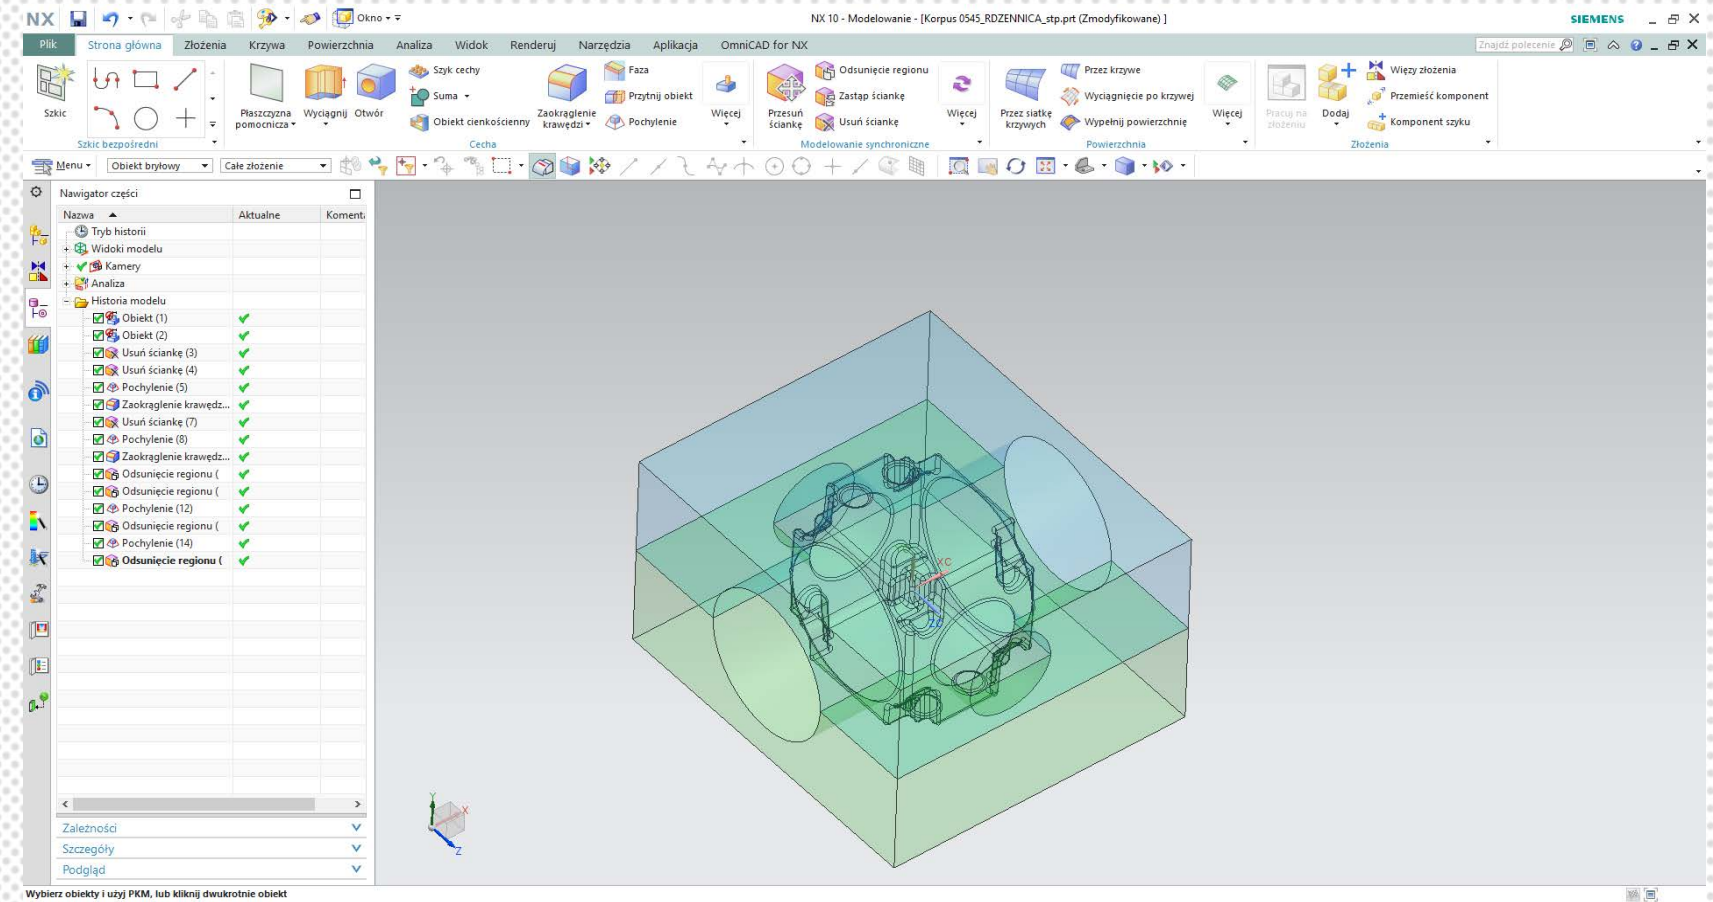 NX
Okno
NX 10 - Modelowanie - [Korpus 0545_RDZENNICA_stp.prt (Zmodyfikowane) ]
SIEMENS
Plik
Strona główna
Złożenia
Krzywa
Powierzchnia
Analiza
Widok
Renderuj
Narzędzia
Aplikacja
OmniCAD for NX
Znajdź polecenie
Szkic
Płaszczyzna
pomocnicza
Wyciągnij
Otwór
Szyk cechy
Suma
Obiekt cienkościenny
Zaokrąglenie
krawędzi
Faza
Przytnij obiekt
Pochylenie
Więcej
Przesuń
ściankę
Odsunięcie regionu
Zastąp ściankę
Usuń ściankę
Więcej
Przez siatkę
krzywych
Przez krzywe
Wyciągnięcie po krzywej
Wypełnij powierzchnię
Więcej
Pracuj na
złożeniu
Dodaj
Więzy złożenia
Przemieść komponent
Komponent szyku
Szkic bezpośredni
Cecha
Modelowanie synchroniczne
Powierzchnia
Złożenia
Menu
Obiekt bryłowy
Całe złożenie
Nawigator części
Nazwa
Aktualne
Komenta
Tryb historii
Widoki modelu
Kamery
Analiza
Historia modelu
Obiekt (1)
Obiekt (2)
Usuń ściankę (3)
Usuń ściankę (4)
Pochylenie (5)
Zaokrąglenie krawędz...
Usuń ściankę (7)
Pochylenie (8)
Zaokrąglenie krawędz...
Odsunięcie regionu (
Odsunięcie regionu (
Pochylenie (12)
Odsunięcie regionu (
Pochylenie (14)
Odsunięcie regionu (
XC
ZC
Y
X
Z
Zależności
Szczegóły
Podgląd
Wybierz obiekty i użyj PKM, lub kliknij dwukrotnie obiekt